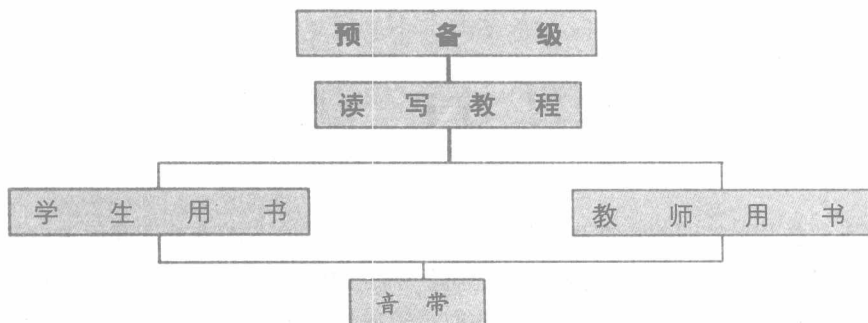 预备级
读写教程
学生用书 教师用书
音带